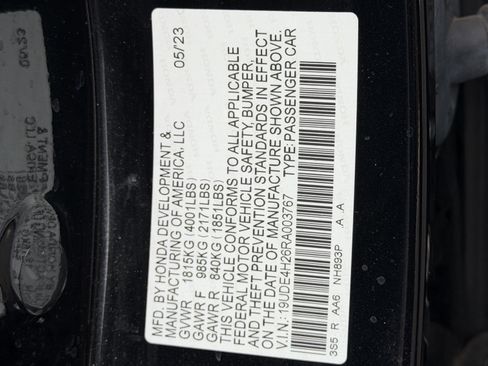 MFD. BY HONDA DEVELOPMENT & 05/23
MANUFACTURING OF AMERICA, LLC
GVWR 1815KG(4001LBS)
GAWR F 985KG(2171LBS)
GAWR R 840KG(1851LBS)
THIS VEHICLE CONFORMS TO ALL APPLICABLE
FEDERAL MOTOR VEHICLE SAFETY, BUMPER,
AND THEFT PREVENTION STANDARDS IN EFFECT
ON THE DATE OF MANUFACTURE SHOWN ABOVE.
V.I.N.: 19UDE4H26RA003767 TYPE: PASSENGER CAR
3S5 R AA6 NH893P A A